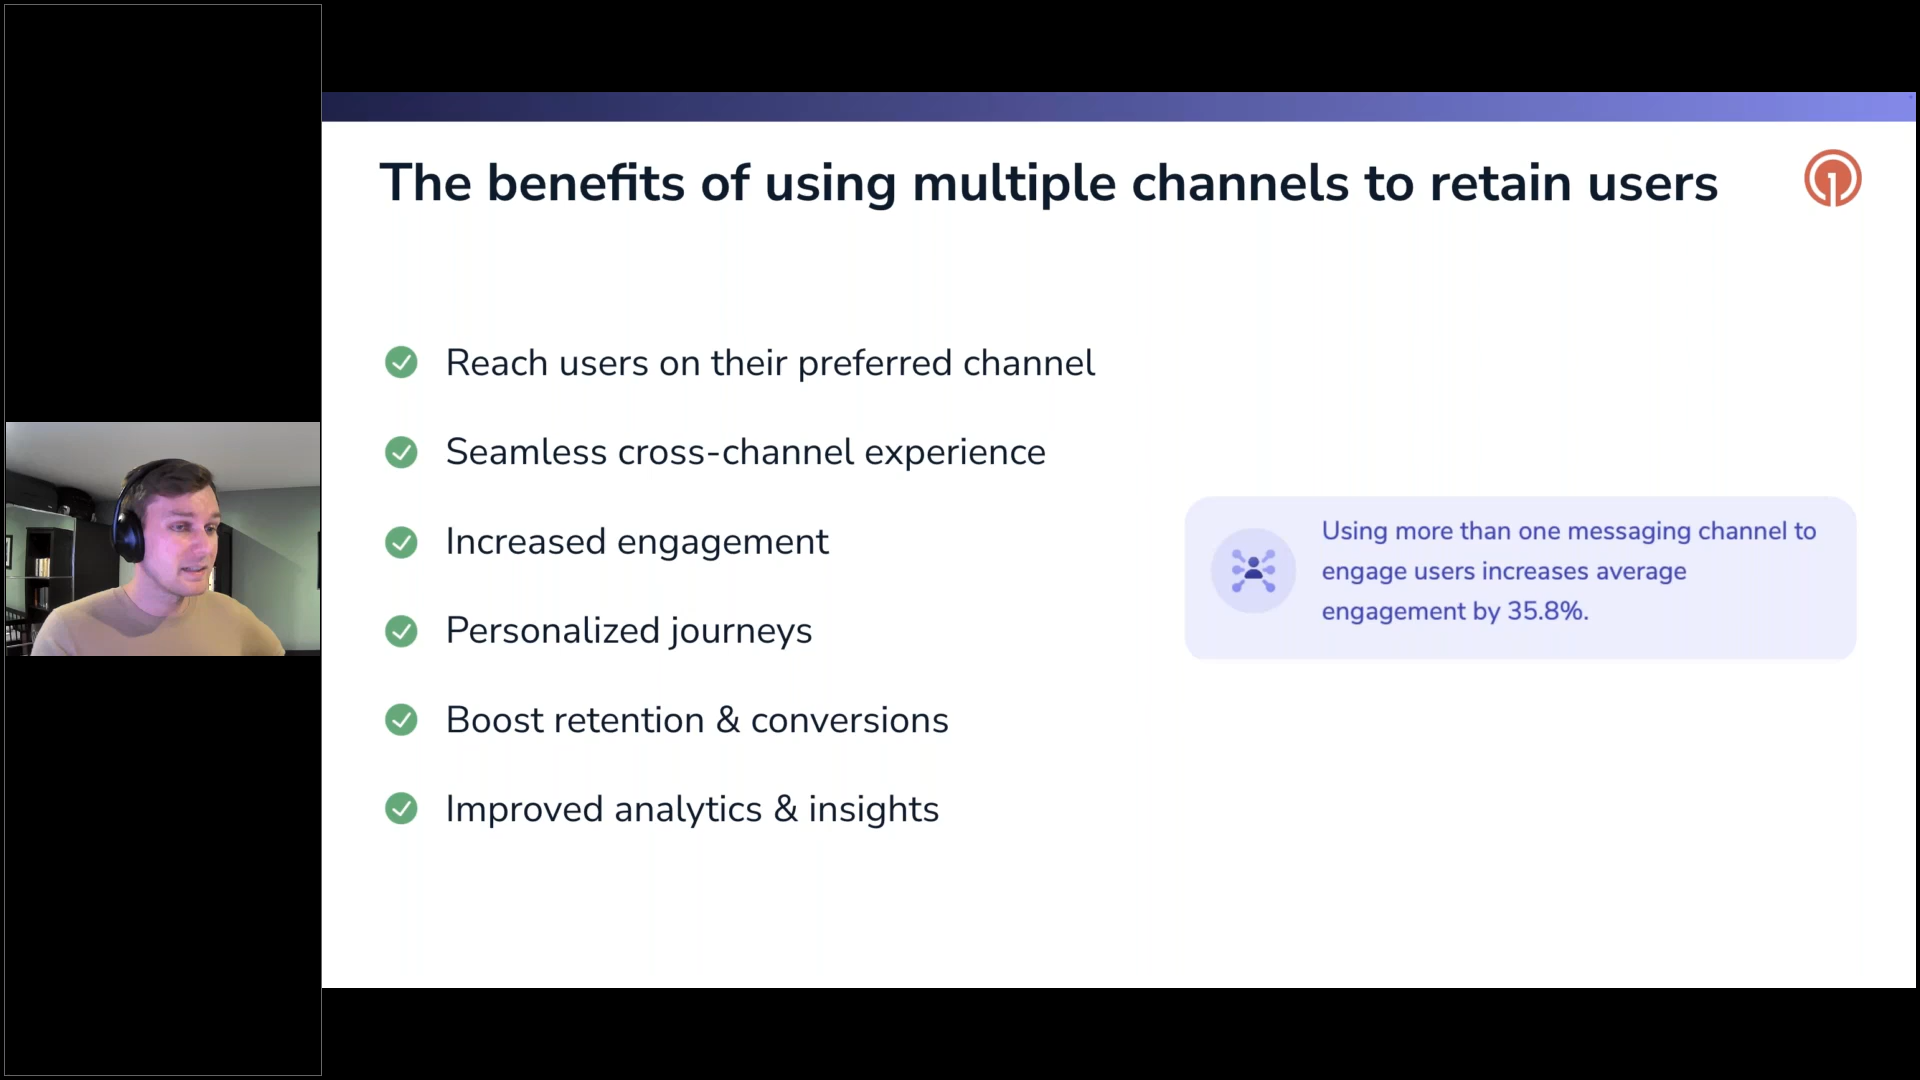 The benefits of using multiple channels to retain users
Reach users on their preferred channel
Seamless cross-channel experience
Increased engagement
Personalized journeys
Boost retention & conversions
Improved analytics & insights
Using more than one messaging channel to
engage users increases average
engagement by 35.8%.